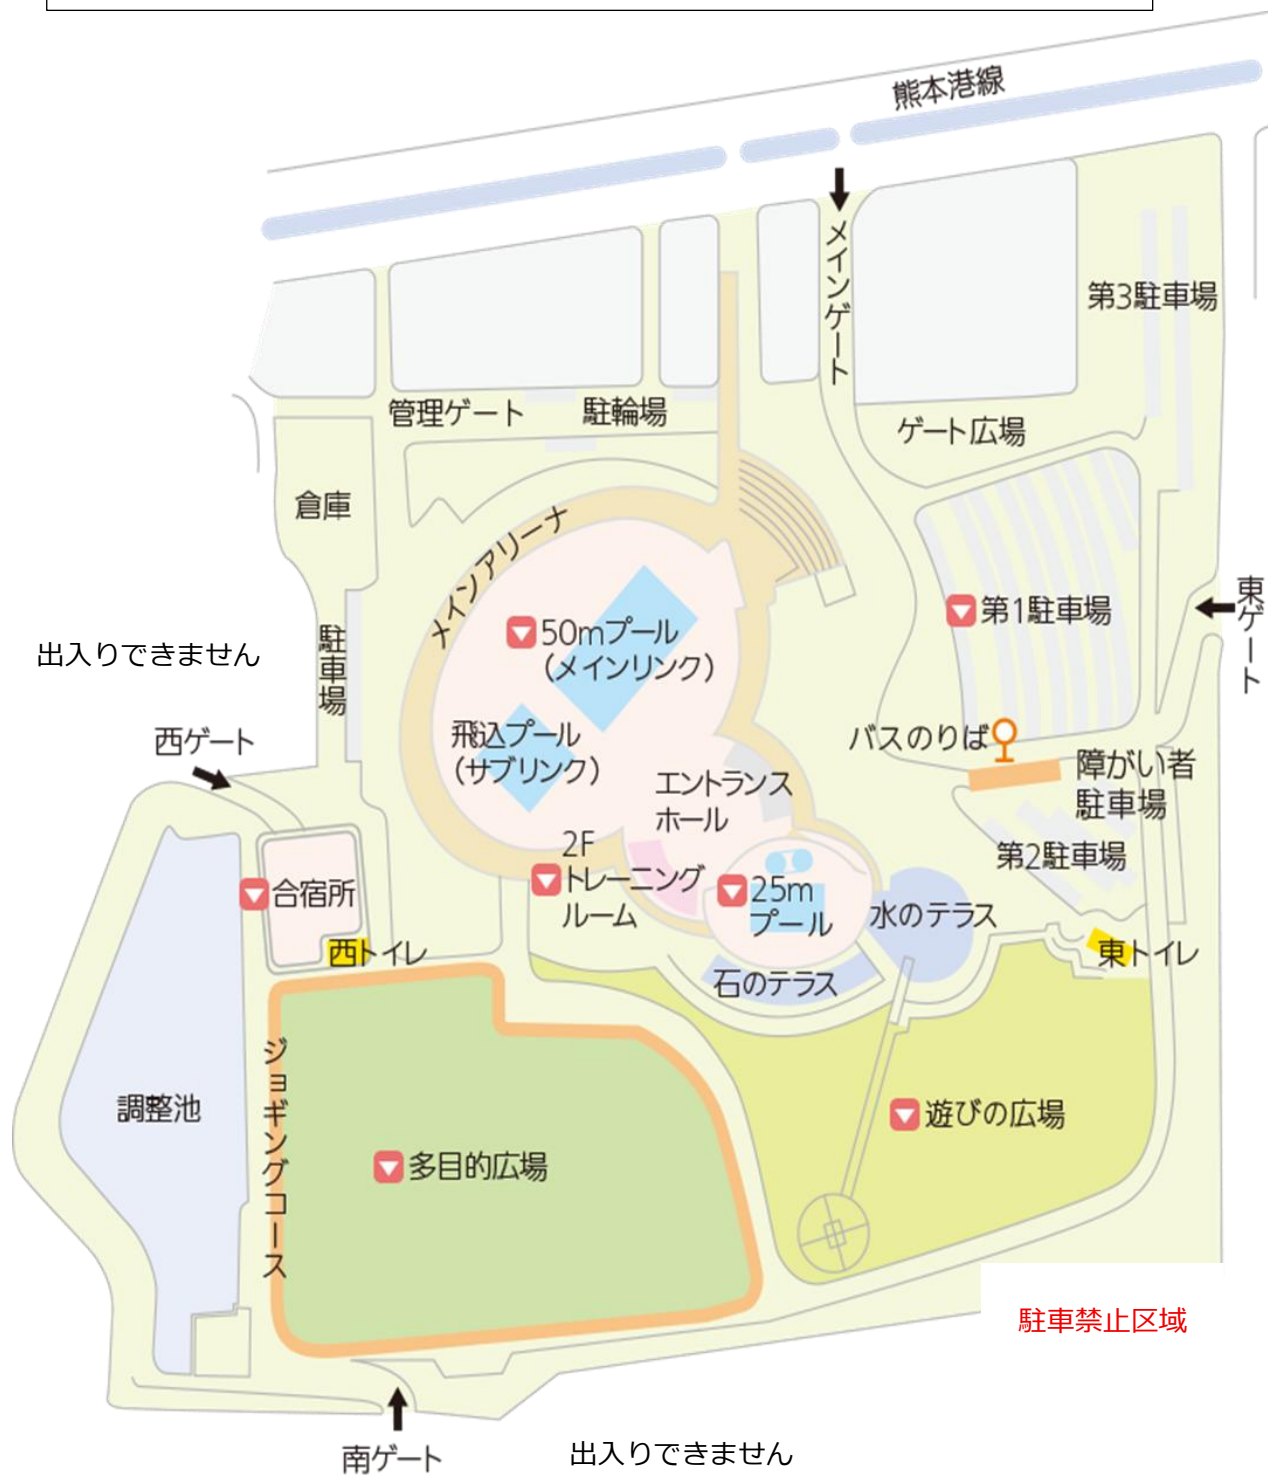 熊本港線
メインゲート
第3駐車場
管理ゲート
駐輪場
ゲート広場
倉庫
メインアリーナ
東ゲート
第1駐車場
50mプール
（メインリンク）
出入りできません
駐車場
西ゲート
飛込プール
（サブリンク）
バスのりば
障がい者
駐車場
エントランス
ホール
第2駐車場
2F
トレーニング
ルーム
25m
プール
合宿所
水のテラス
西トイレ
東トイレ
石のテラス
ジョギングコース
調整池
遊びの広場
多目的広場
駐車禁止区域
南ゲート
出入りできません